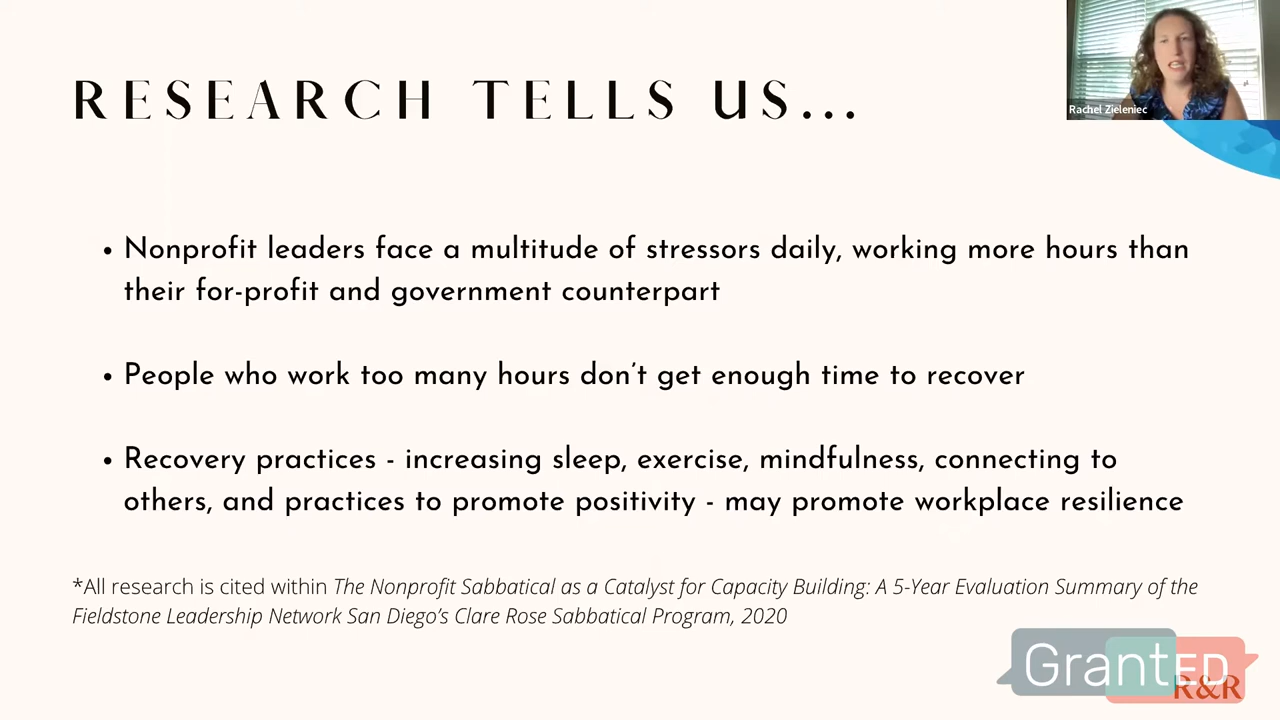 RESEARCH TELLS US...
Rachel Zieleniec
• Nonprofit leaders face a multitude of stressors daily, working more hours than
their for-profit and government counterpart
• People who work too many hours don't get enough time to recover
• Recovery practices - increasing sleep, exercise, mindfulness, connecting to
others, and practices to promote positivity - may promote workplace resilience
*All research is cited within The Nonprofit Sabbatical as a Catalyst for Capacity Building: A 5-Year Evaluation Summary of the
Fieldstone Leadership Network San Diego's Clare Rose Sabbatical Program, 2020
GrantED
R&R